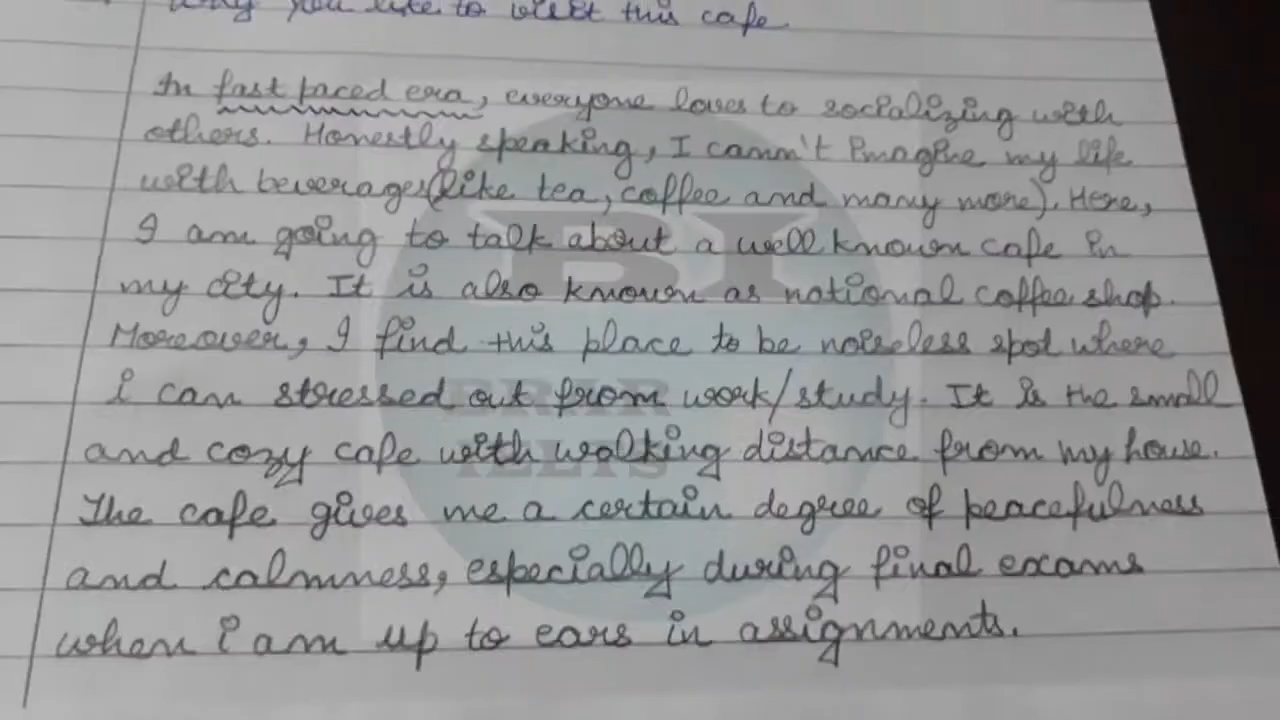 why you like to visit this cafe
In fast paced era, everyone loves to socializing with
others. Honestly speaking, I cann't imagine my life
with beverages(like tea, coffee and many more). Here,
I am going to talk about a well known cafe in
my city. It is also known as national coffee shop.
Moreover, I find this place to be noiseless spot where
i can stressed out from work/study. It is the small
and cozy cafe with walking distance from my house.
The cafe gives me a certain degree of peacefulness
and calmness, especially during final exams
when i am up to ears in assignments.
BI
BRAR
IELTS